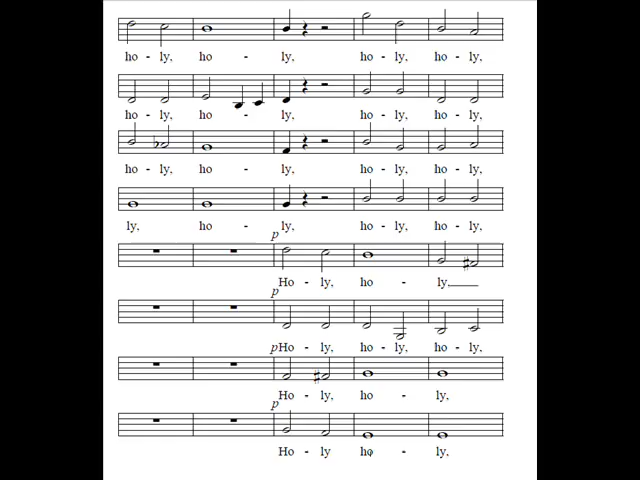 ho - ly, ho - ly, ho - ly, ho - ly,
ho - ly, ho - ly, ho - ly, ho - ly,
ho - ly, ho - ly, ho - ly, ho - ly,
ly, ho - ly, ho - ly, ho - ly,
p
Ho - ly, ho - ly,
p
Ho - ly, ho - ly, ho - ly,
p
Ho - ly, ho - ly,
p
Ho - ly ho - ly,